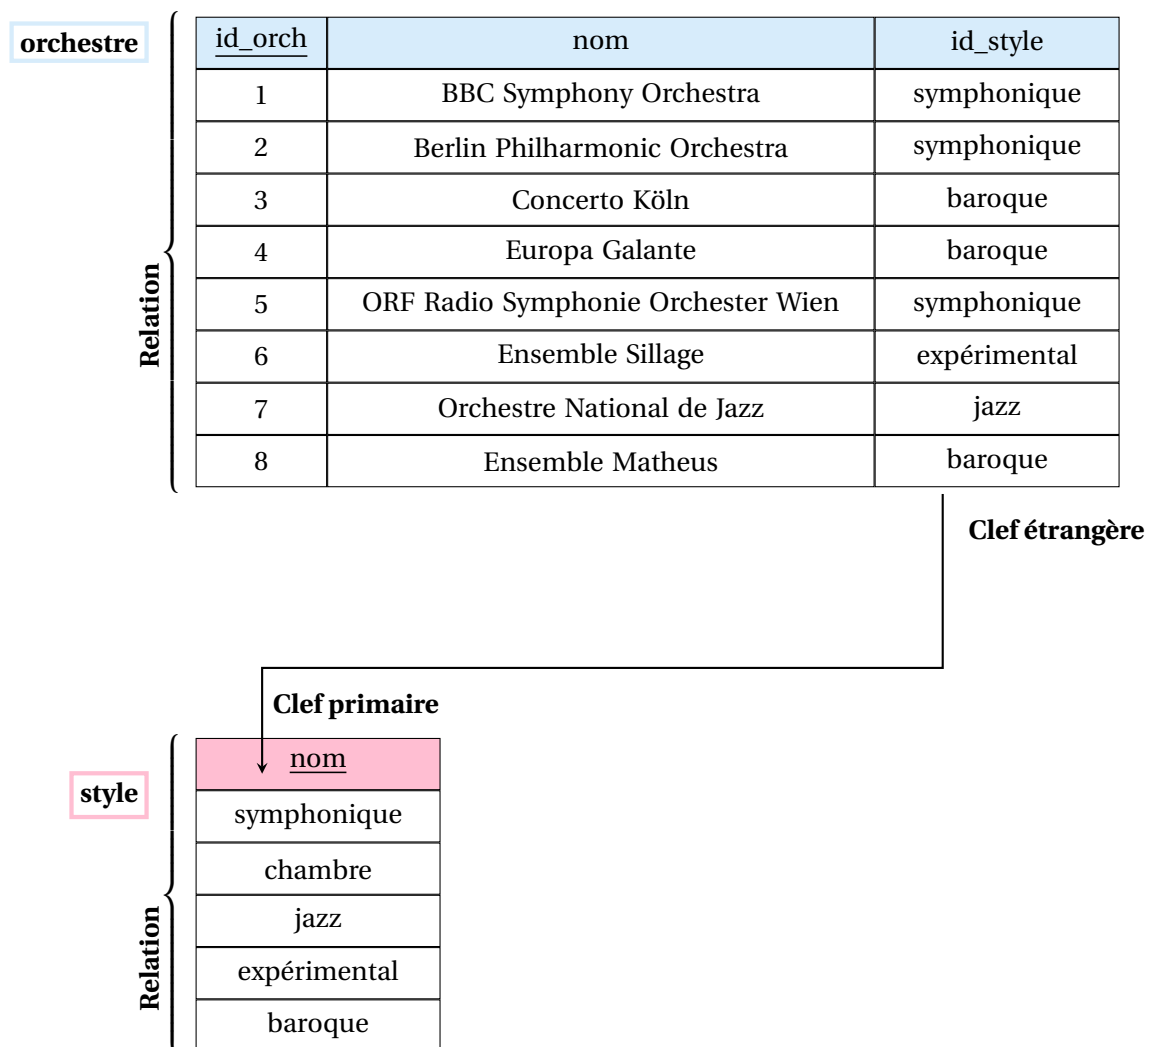 orchestre
id_orch nom id_style
1 BBC Symphony Orchestra symphonique
2 Berlin Philharmonic Orchestra symphonique
3 Concerto Köln baroque
4 Europa Galante baroque
5 ORF Radio Symphonie Orchester Wien symphonique
6 Ensemble Sillage expérimental
7 Orchestre National de Jazz jazz
8 Ensemble Matheus baroque
Relation
Clef étrangère
Clef primaire
style
nom
symphonique
chambre
jazz
expérimental
baroque
Relation